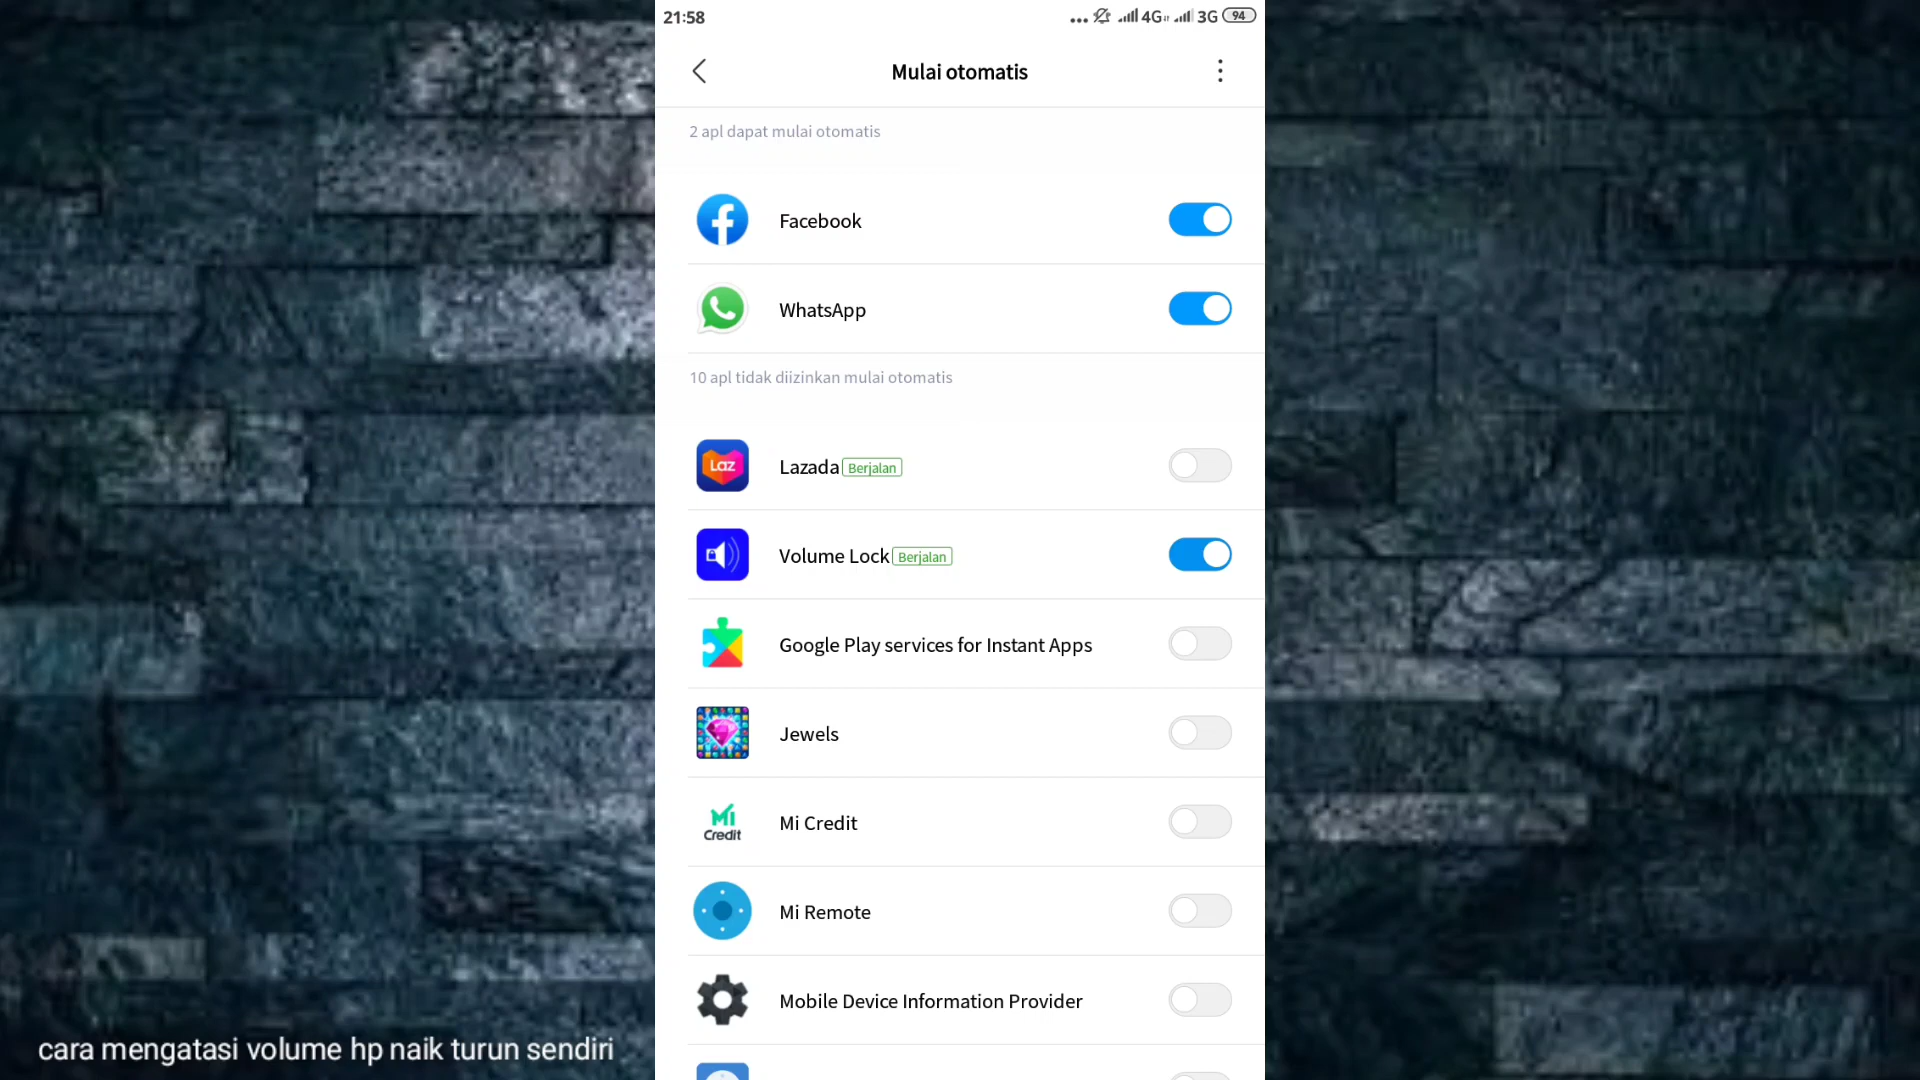 21:58
4G 3G 94
Mulai otomatis
2 apl dapat mulai otomatis
Facebook
WhatsApp
10 apl tidak diizinkan mulai otomatis
Laz
Lazada Berjalan
Volume Lock Berjalan
Google Play services for Instant Apps
Jewels
Mi Credit
Mi Credit
Mi Remote
Mobile Device Information Provider
cara mengatasi volume hp naik turun sendiri